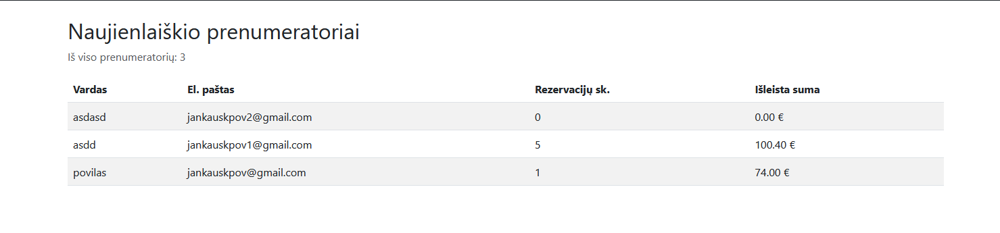 Naujienlaiškio prenumeratoriai
Iš viso prenumeratorių: 3
Vardas El. paštas Rezervacijų sk. Išleista suma
asdasd jankauskpov2@gmail.com 0 0.00 €
asdd jankauskpov1@gmail.com 5 100.40 €
povilas jankauskpov@gmail.com 1 74.00 €